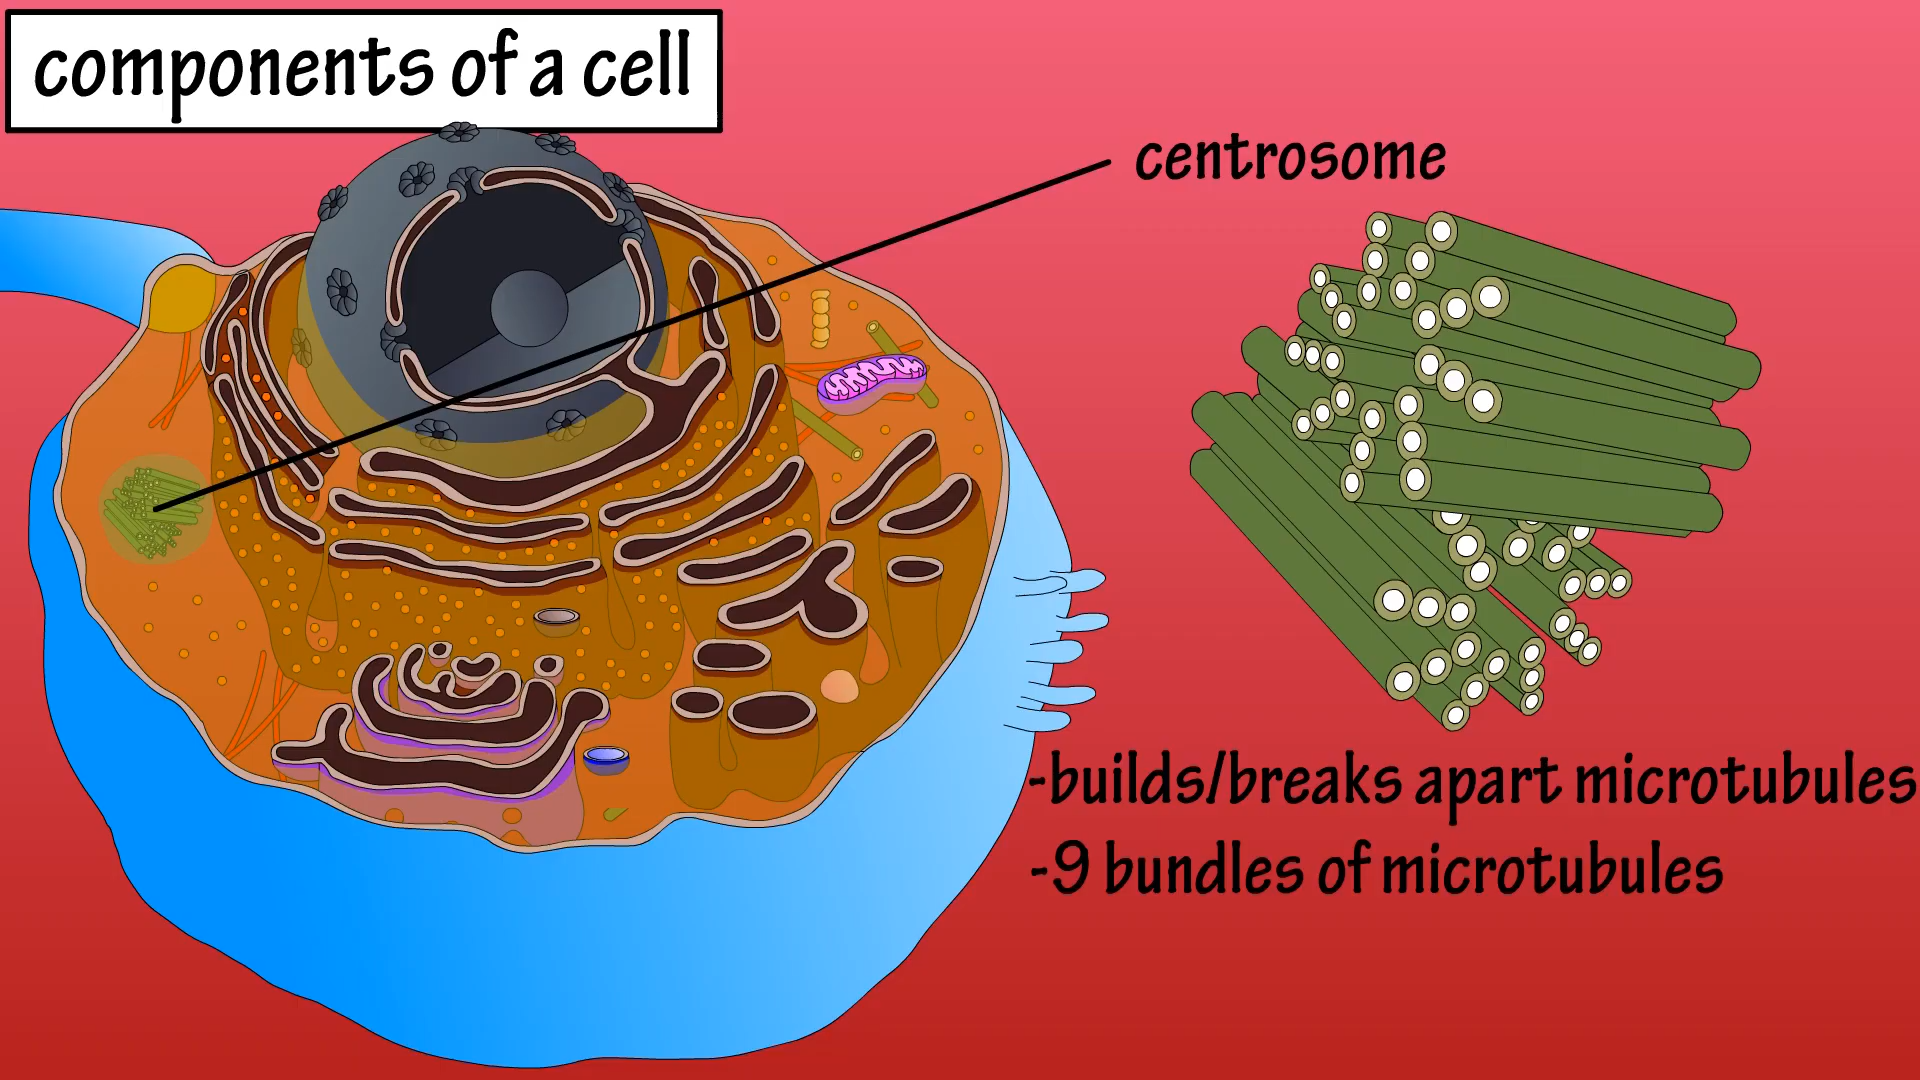 components of a cell
centrosome
-builds/breaks apart microtubules
-9 bundles of microtubules